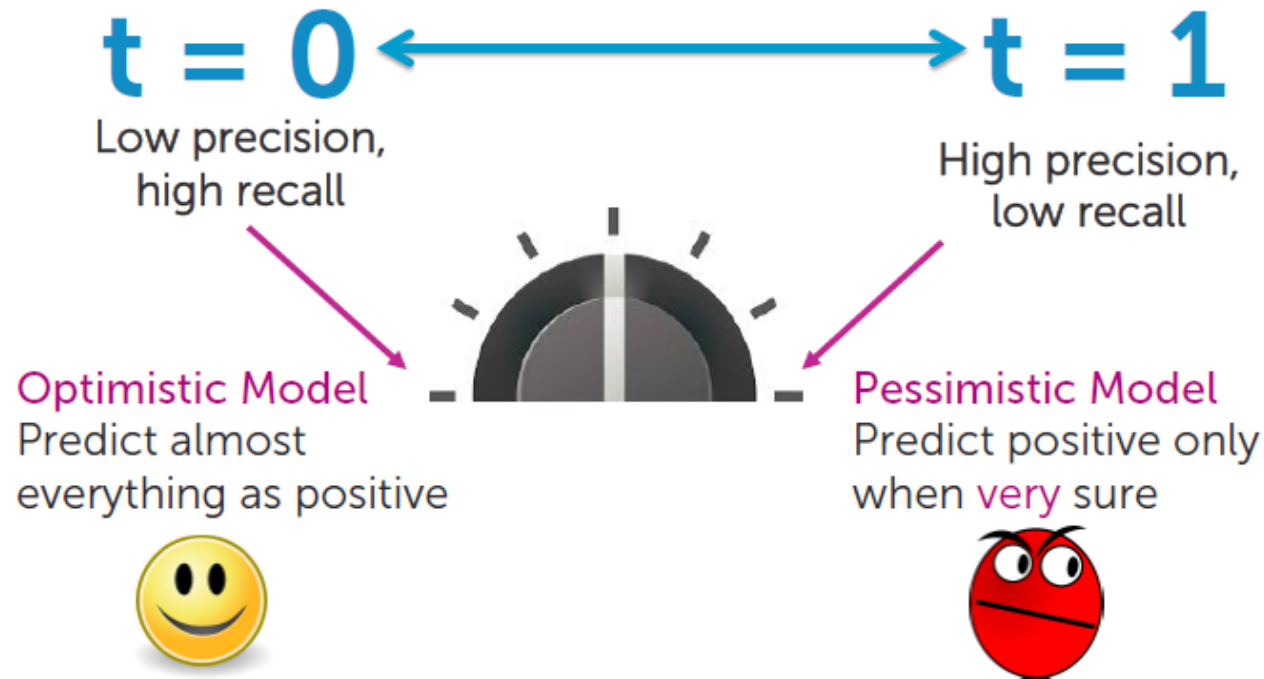 t = 0
t = 1
Low precision,
high recall
High precision,
low recall
Optimistic Model
Predict almost
everything as positive
Pessimistic Model
Predict positive only
when very sure